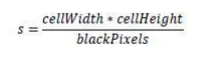 s = cellWidth * cellHeight / blackPixels